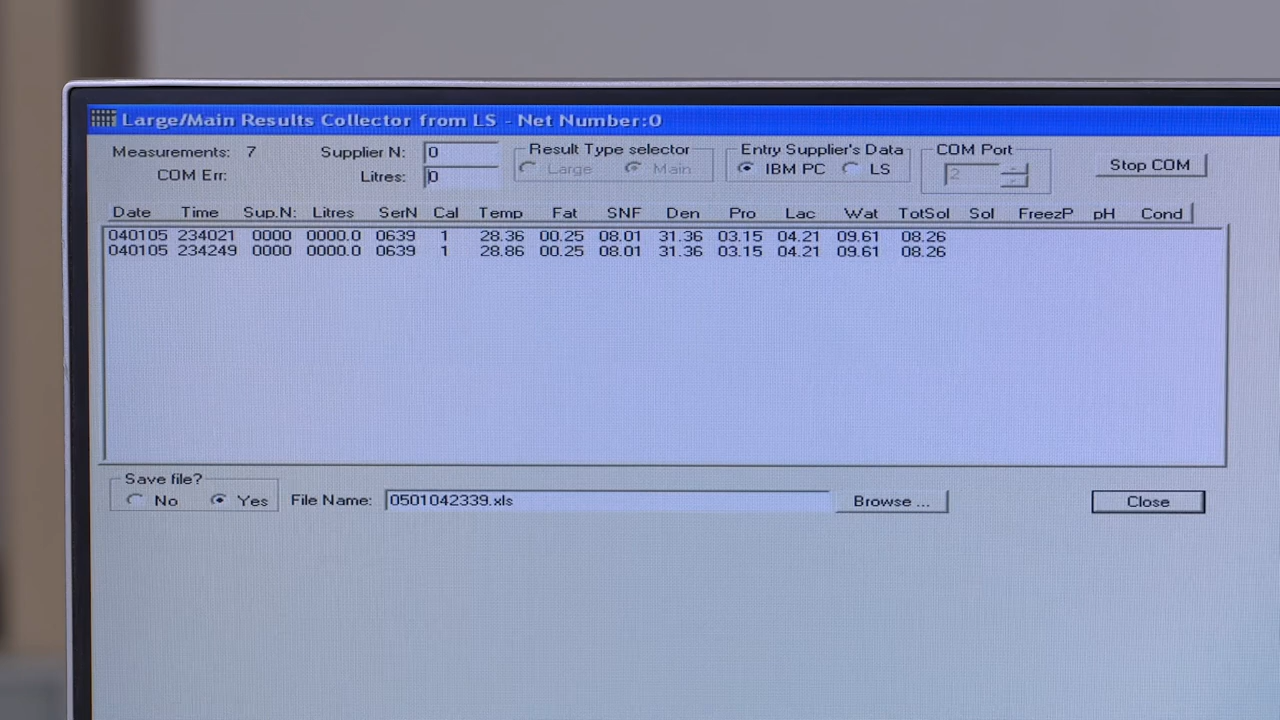 Large/Main Results Collector from LS - Net Number:0
Measurements: 7 Supplier N: 0 Result Type selector Entry Supplier's Data COM Port
COM Err: Litres: 0 Large Main IBM PC LS 2 Stop COM
Date Time Sup.N: Litres SerN Cal Temp Fat SNF Den Pro Lac Wat TotSol Sol FreezP pH Cond
040105 234021 0000 0000.0 0639 1 28.36 00.25 08.01 31.36 03.15 04.21 09.61 08.26
040105 234249 0000 0000.0 0639 1 28.86 00.25 08.01 31.36 03.15 04.21 09.61 08.26
Save file?
No Yes File Name: 0501042339.xls Browse ... Close